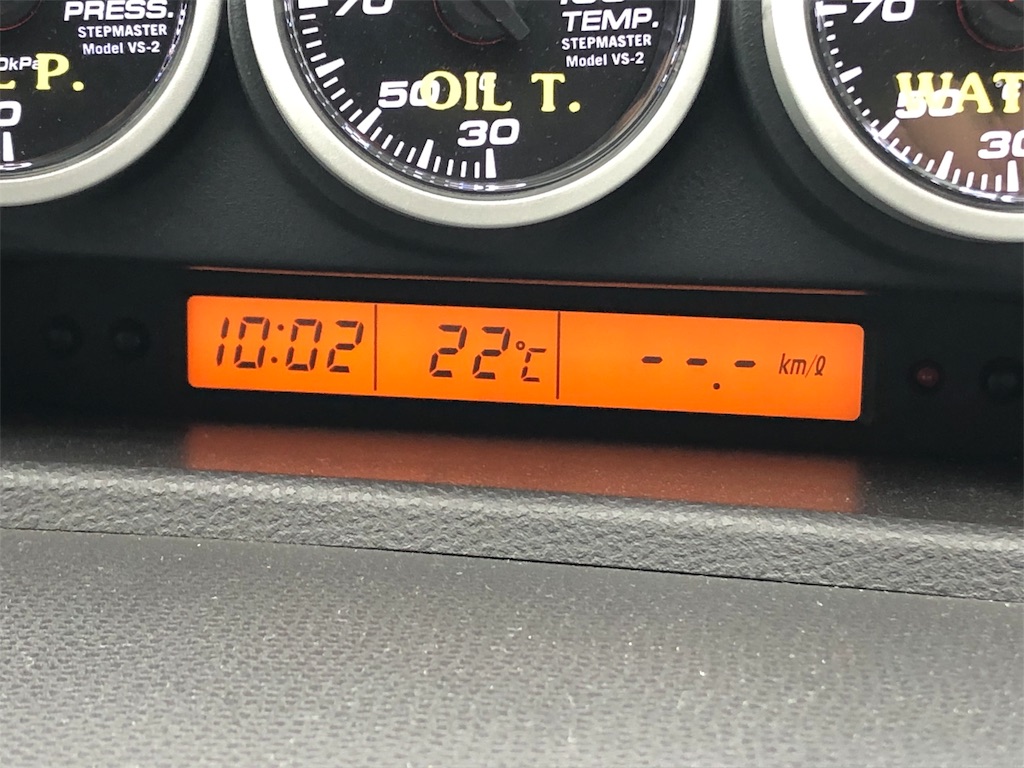 PRESS.
STEPMASTER
Model VS-2
P.
70
TEMP.
STEPMASTER
Model VS-2
50
OIL T.
30
70
50
WAT
30
10:02
22°C
--.- km/ℓ